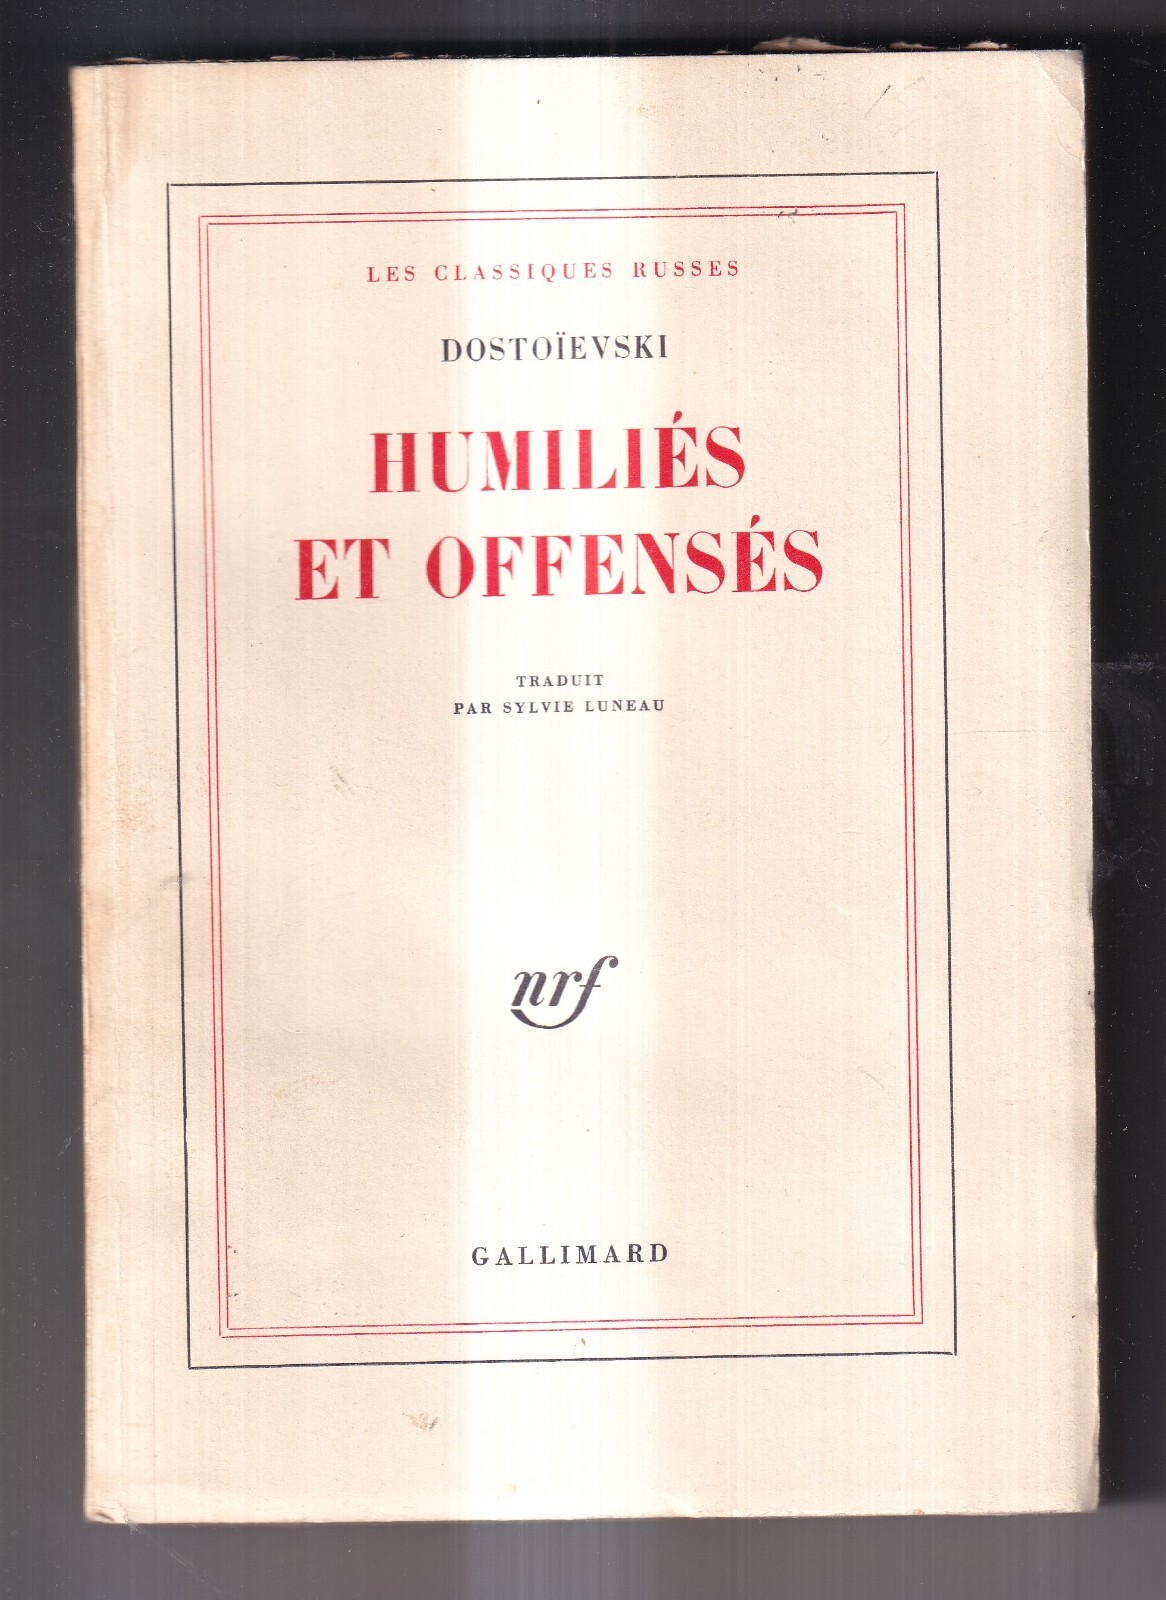 LES CLASSIQUES RUSSES
DOSTOÏEVSKI
HUMILIÉS
ET OFFENSÉS
TRADUIT
PAR SYLVIE LUNEAU
nrf
GALLIMARD